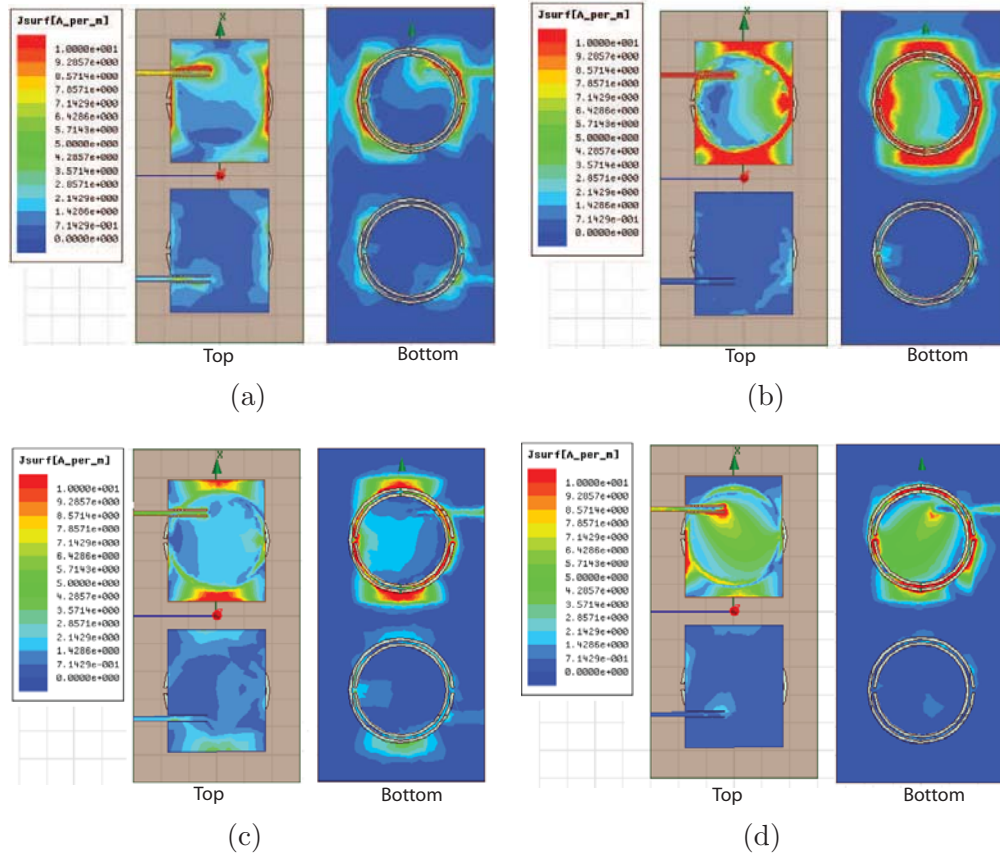 Jsurf[A_per_m]
1.0000e+001
9.2857e+000
8.5714e+000
7.8571e+000
7.1429e+000
6.4286e+000
5.7143e+000
5.0000e+000
4.2857e+000
3.5714e+000
2.8571e+000
2.1429e+000
1.4286e+000
7.1429e-001
0.0000e+000
X
Top
Bottom
(a)
Jsurf[A_per_m]
1.0000e+001
9.2857e+000
8.5714e+000
7.8571e+000
7.1429e+000
6.4286e+000
5.7143e+000
5.0000e+000
4.2857e+000
3.5714e+000
2.8571e+000
2.1429e+000
1.4286e+000
7.1429e-001
0.0000e+000
X
Top
Bottom
(b)
Jsurf[A_per_m]
1.0000e+001
9.2857e+000
8.5714e+000
7.8571e+000
7.1429e+000
6.4286e+000
5.7143e+000
5.0000e+000
4.2857e+000
3.5714e+000
2.8571e+000
2.1429e+000
1.4286e+000
7.1429e-001
0.0000e+000
X
Top
Bottom
(c)
Jsurf[A_per_m]
1.0000e+001
9.2857e+000
8.5714e+000
7.8571e+000
7.1429e+000
6.4286e+000
5.7143e+000
5.0000e+000
4.2857e+000
3.5714e+000
2.8571e+000
2.1429e+000
1.4286e+000
7.1429e-001
0.0000e+000
X
Top
Bottom
(d)